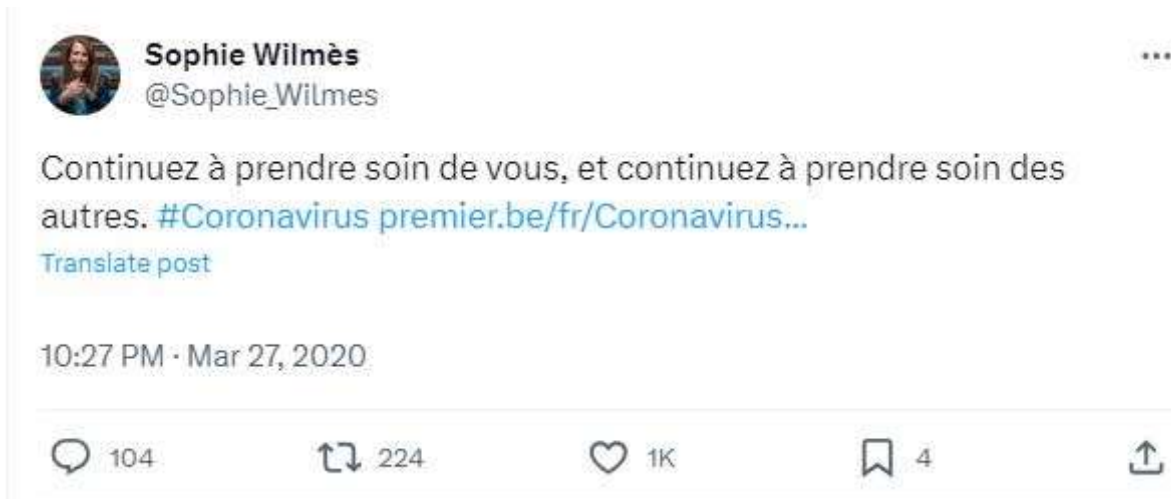 Sophie Wilmès
@Sophie_Wilmes
Continuez à prendre soin de vous, et continuez à prendre soin des
autres. #Coronavirus premier.be/fr/Coronavirus...
Translate post
10:27 PM · Mar 27, 2020
104 224 1K 4